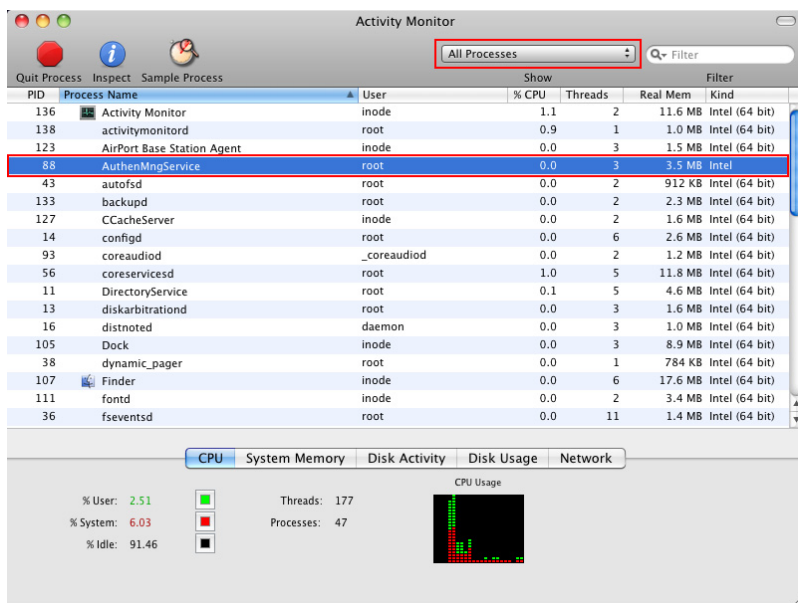 Activity Monitor
All Processes
Filter
Quit Process Inspect Sample Process Show Filter
PID Process Name User % CPU Threads Real Mem Kind
136 Activity Monitor inode 1.1 2 11.6 MB Intel (64 bit)
138 activitymonitord root 0.9 1 1.0 MB Intel (64 bit)
123 AirPort Base Station Agent inode 0.0 3 1.5 MB Intel (64 bit)
88 AuthenMngService root 0.0 3 3.5 MB Intel
43 autofsd root 0.0 2 912 KB Intel (64 bit)
133 backupd root 0.0 2 2.3 MB Intel (64 bit)
127 CCacheServer inode 0.0 2 1.6 MB Intel (64 bit)
14 configd root 0.0 6 2.6 MB Intel (64 bit)
93 coreaudiod _coreaudiod 0.0 2 1.2 MB Intel (64 bit)
56 coreservicesd root 1.0 5 11.8 MB Intel (64 bit)
11 DirectoryService root 0.1 5 4.6 MB Intel (64 bit)
13 diskarbitrationd root 0.0 3 1.6 MB Intel (64 bit)
16 distnoted daemon 0.0 3 1.0 MB Intel (64 bit)
105 Dock inode 0.0 3 8.9 MB Intel (64 bit)
38 dynamic_pager root 0.0 1 784 KB Intel (64 bit)
107 Finder inode 0.0 6 17.6 MB Intel (64 bit)
111 fontd inode 0.0 2 3.4 MB Intel (64 bit)
36 fseventsd root 0.0 11 1.4 MB Intel (64 bit)
CPU System Memory Disk Activity Disk Usage Network
CPU Usage
% User: 2.51 Threads: 177
% System: 6.03 Processes: 47
% Idle: 91.46